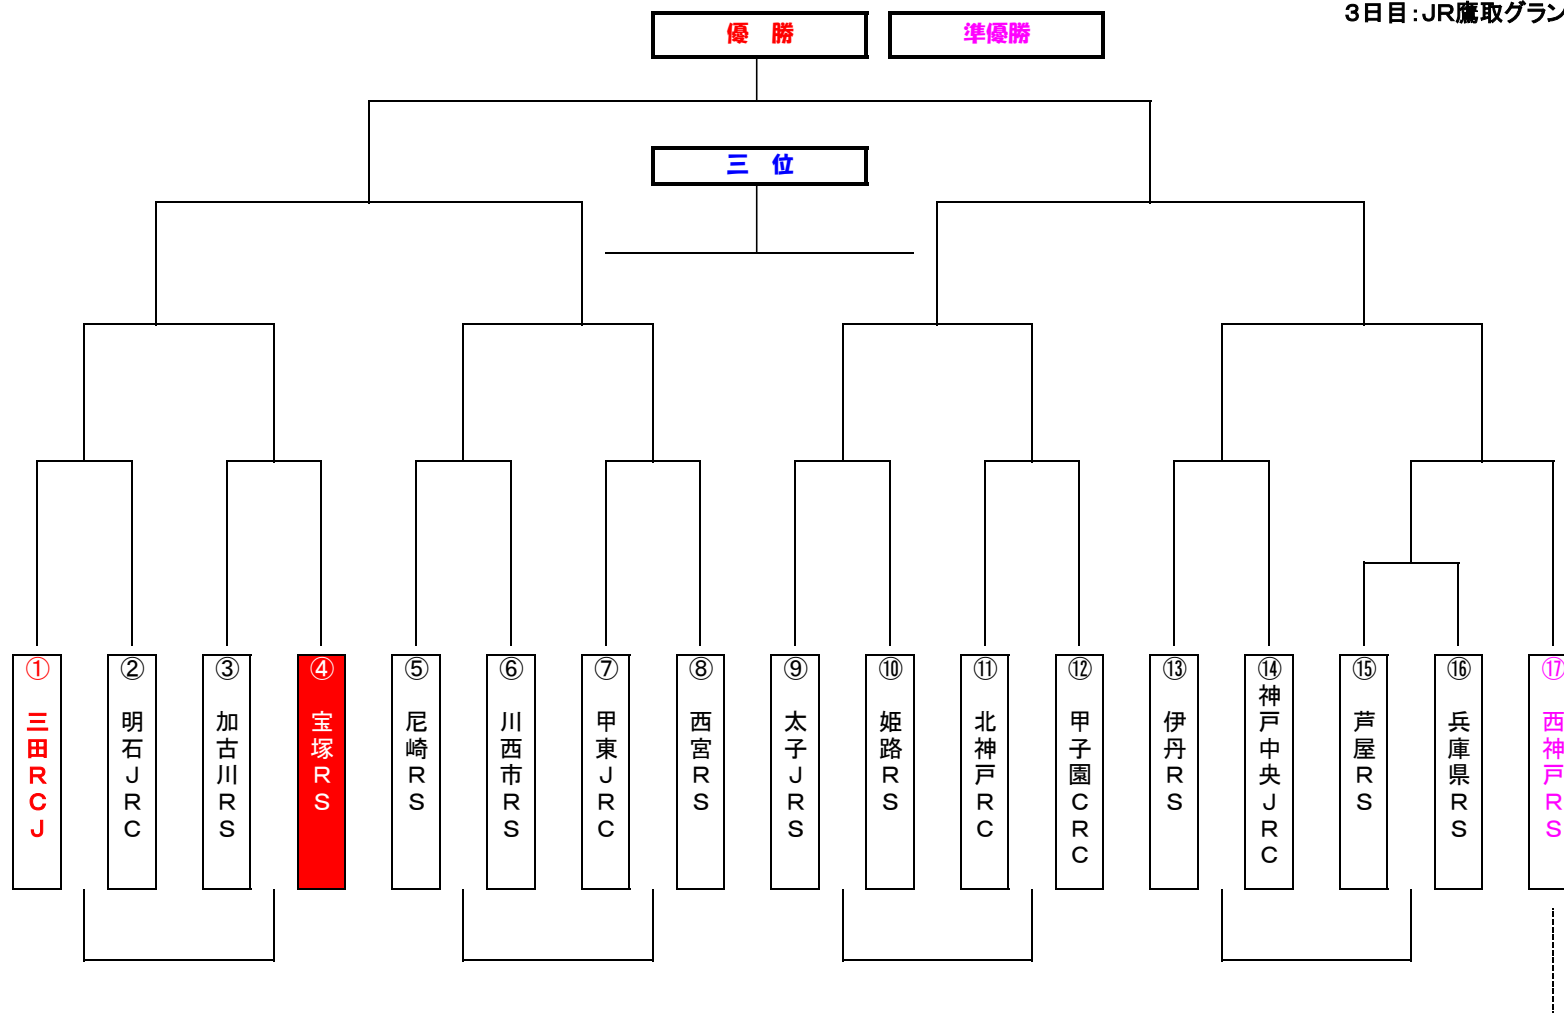 3日目：JR鷹取グラン
優　勝
準優勝
三　位
① 三田RCJ
② 明石JRC
③ 加古川RS
④ 宝塚RS
⑤ 尼崎RS
⑥ 川西市RS
⑦ 甲東JRC
⑧ 西宮RS
⑨ 太子JRS
⑩ 姫路RS
⑪ 北神戸RC
⑫ 甲子園CRC
⑬ 伊丹RS
⑭ 神戸中央JRC
⑮ 芦屋RS
⑯ 兵庫県RS
⑰ 西神戸RS